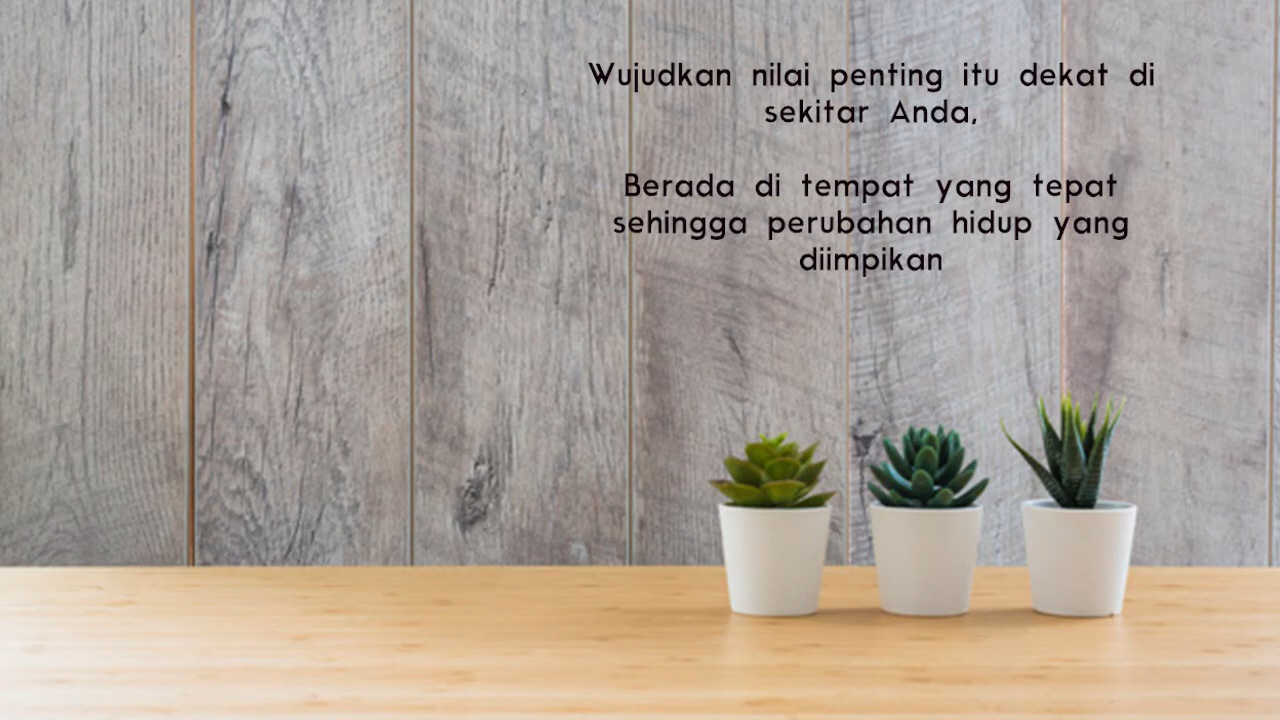 Wujudkan nilai penting itu dekat di
sekitar Anda,
Berada di tempat yang tepat
sehingga perubahan hidup yang
diimpikan